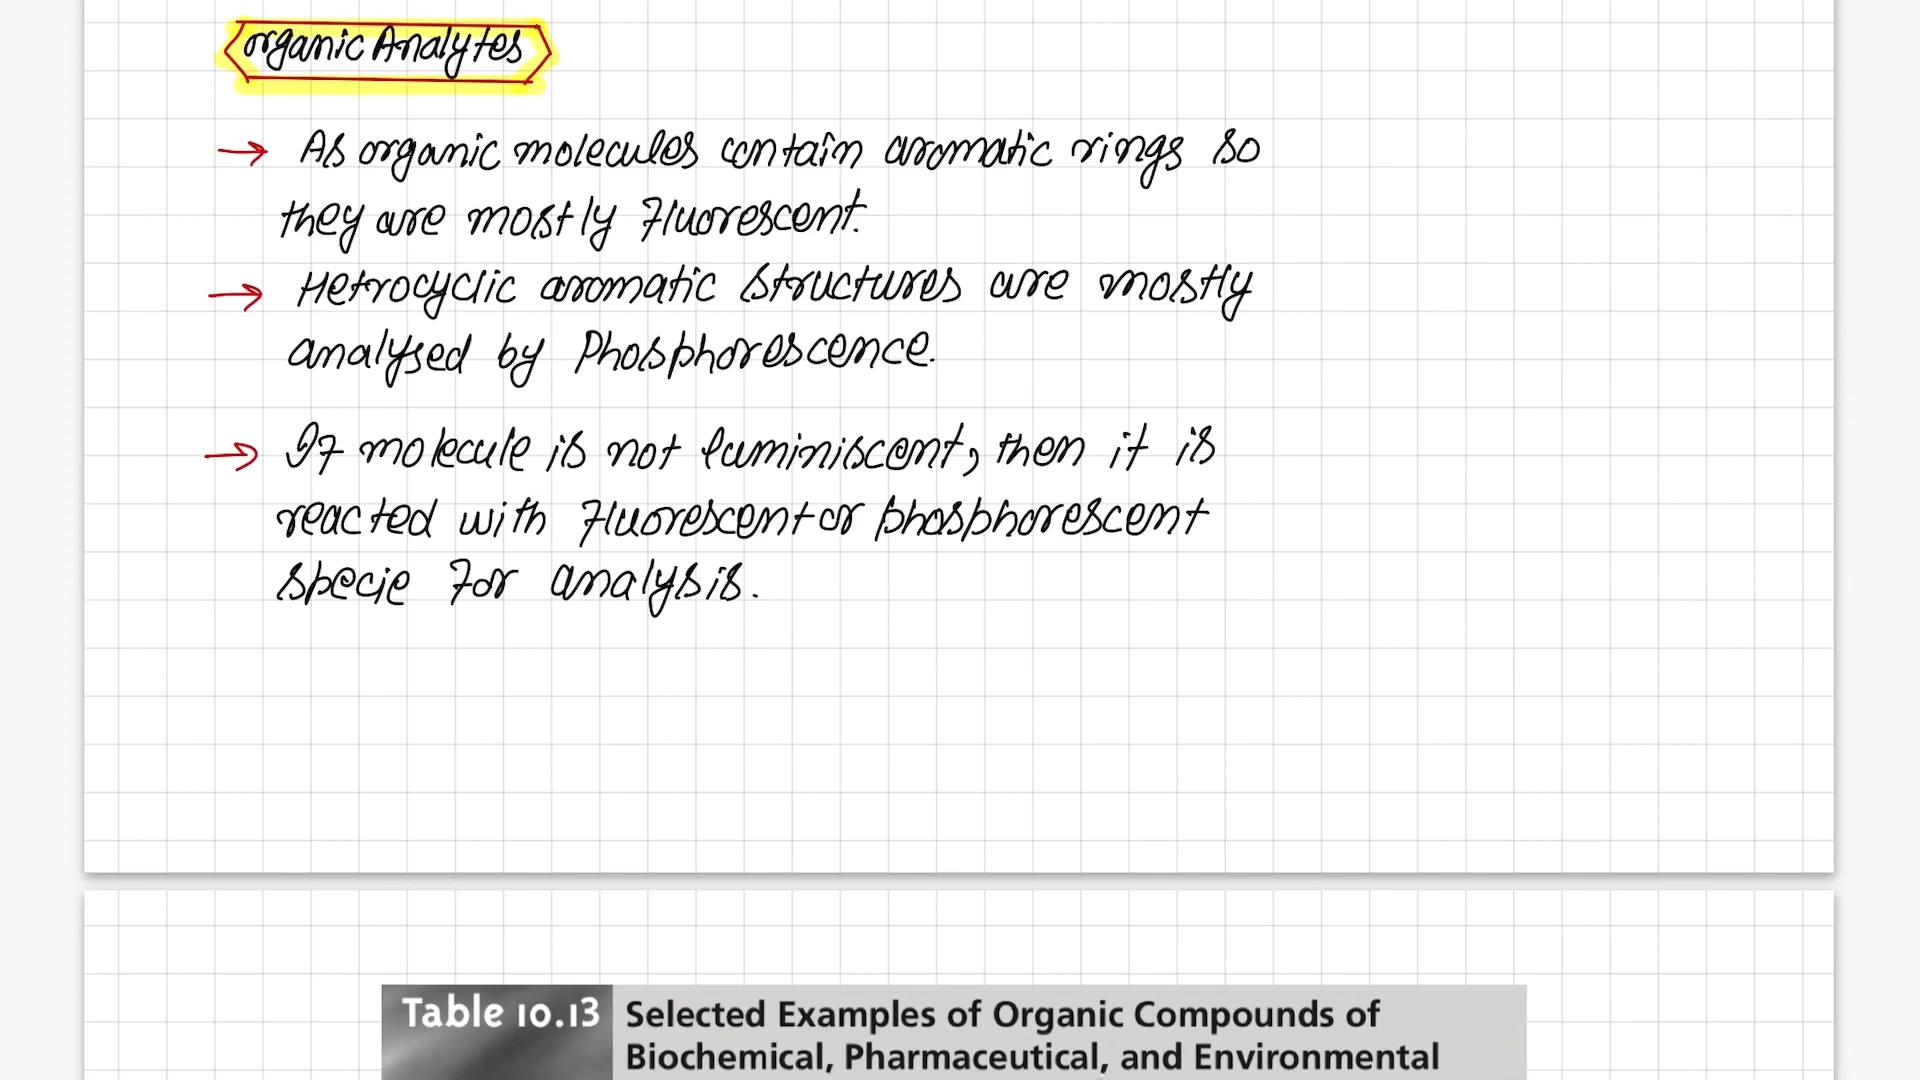 organic Analytes
→ As organic molecules contain aromatic rings so
they are mostly Fluorescent.
→ Hetrocyclic aromatic structures are mostly
analysed by Phosphorescence.
→ If molecule is not luminiscent, then it is
reacted with Fluorescent or phosphorescent
specie for analysis.
Table 10.13 Selected Examples of Organic Compounds of
Biochemical, Pharmaceutical, and Environmental